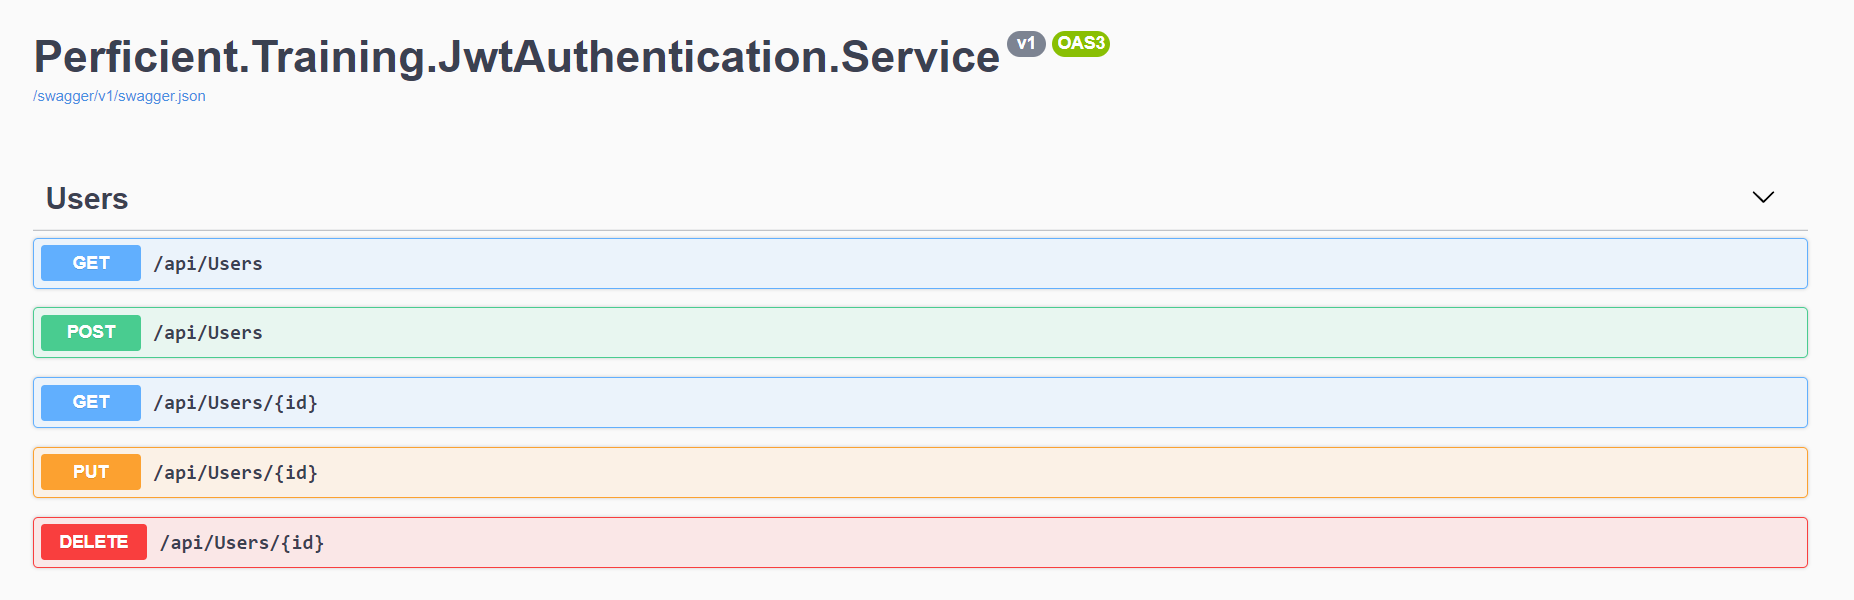 Perficient.Training.JwtAuthentication.Service v1 OAS3
/swagger/v1/swagger.json
Users
GET /api/Users
POST /api/Users
GET /api/Users/{id}
PUT /api/Users/{id}
DELETE /api/Users/{id}